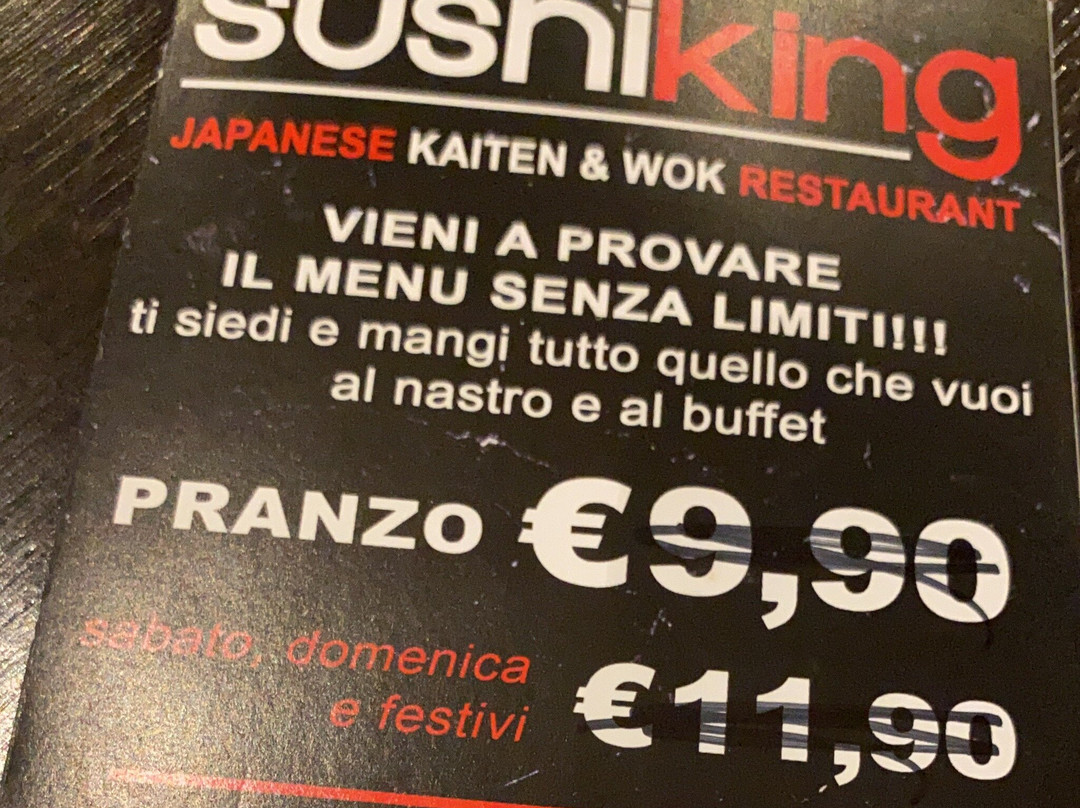 sushiking
JAPANESE KAITEN & WOK RESTAURANT
VIENI A PROVARE
IL MENU SENZA LIMITI!!!
ti siedi e mangi tutto quello che vuoi
al nastro e al buffet
PRANZO €9,90
sabato, domenica
e festivi €11,90